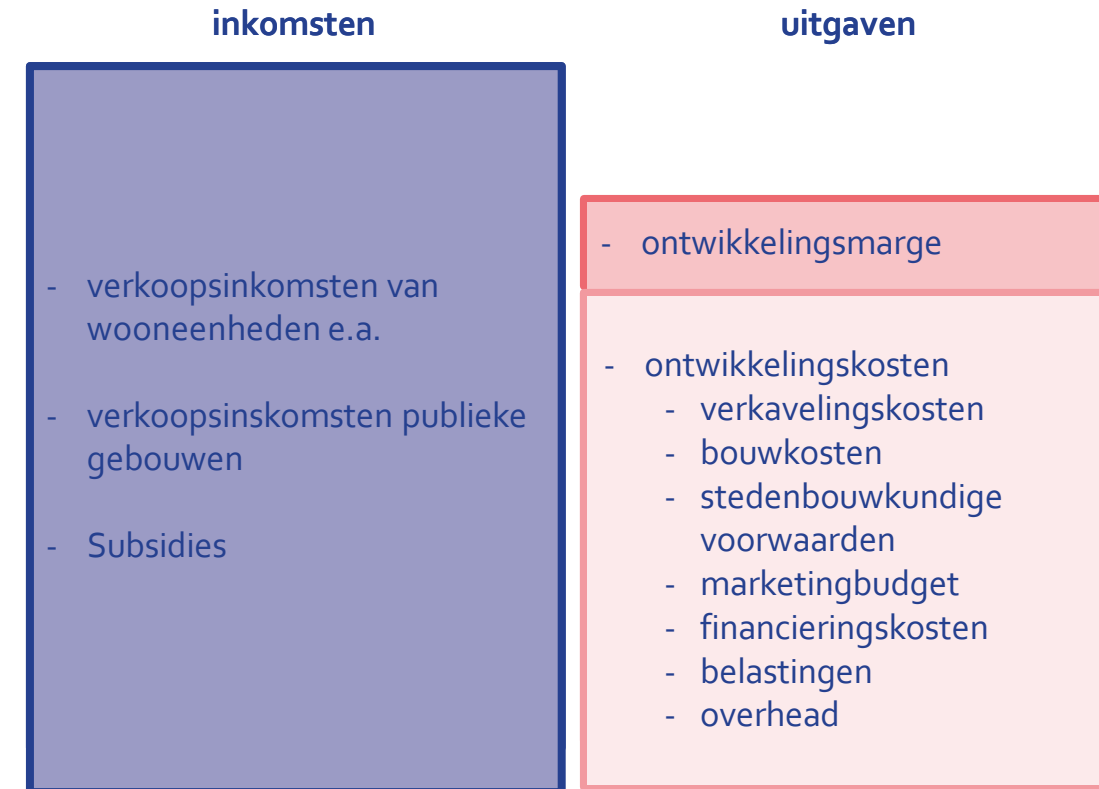 inkomsten
uitgaven
- verkoopsinkomsten van
wooneenheden e.a.
- verkoopsinskomsten publieke
gebouwen
- Subsidies
- ontwikkelingsmarge
- ontwikkelingskosten
- verkavelingskosten
- bouwkosten
- stedenbouwkundige
voorwaarden
- marketingbudget
- financieringskosten
- belastingen
- overhead